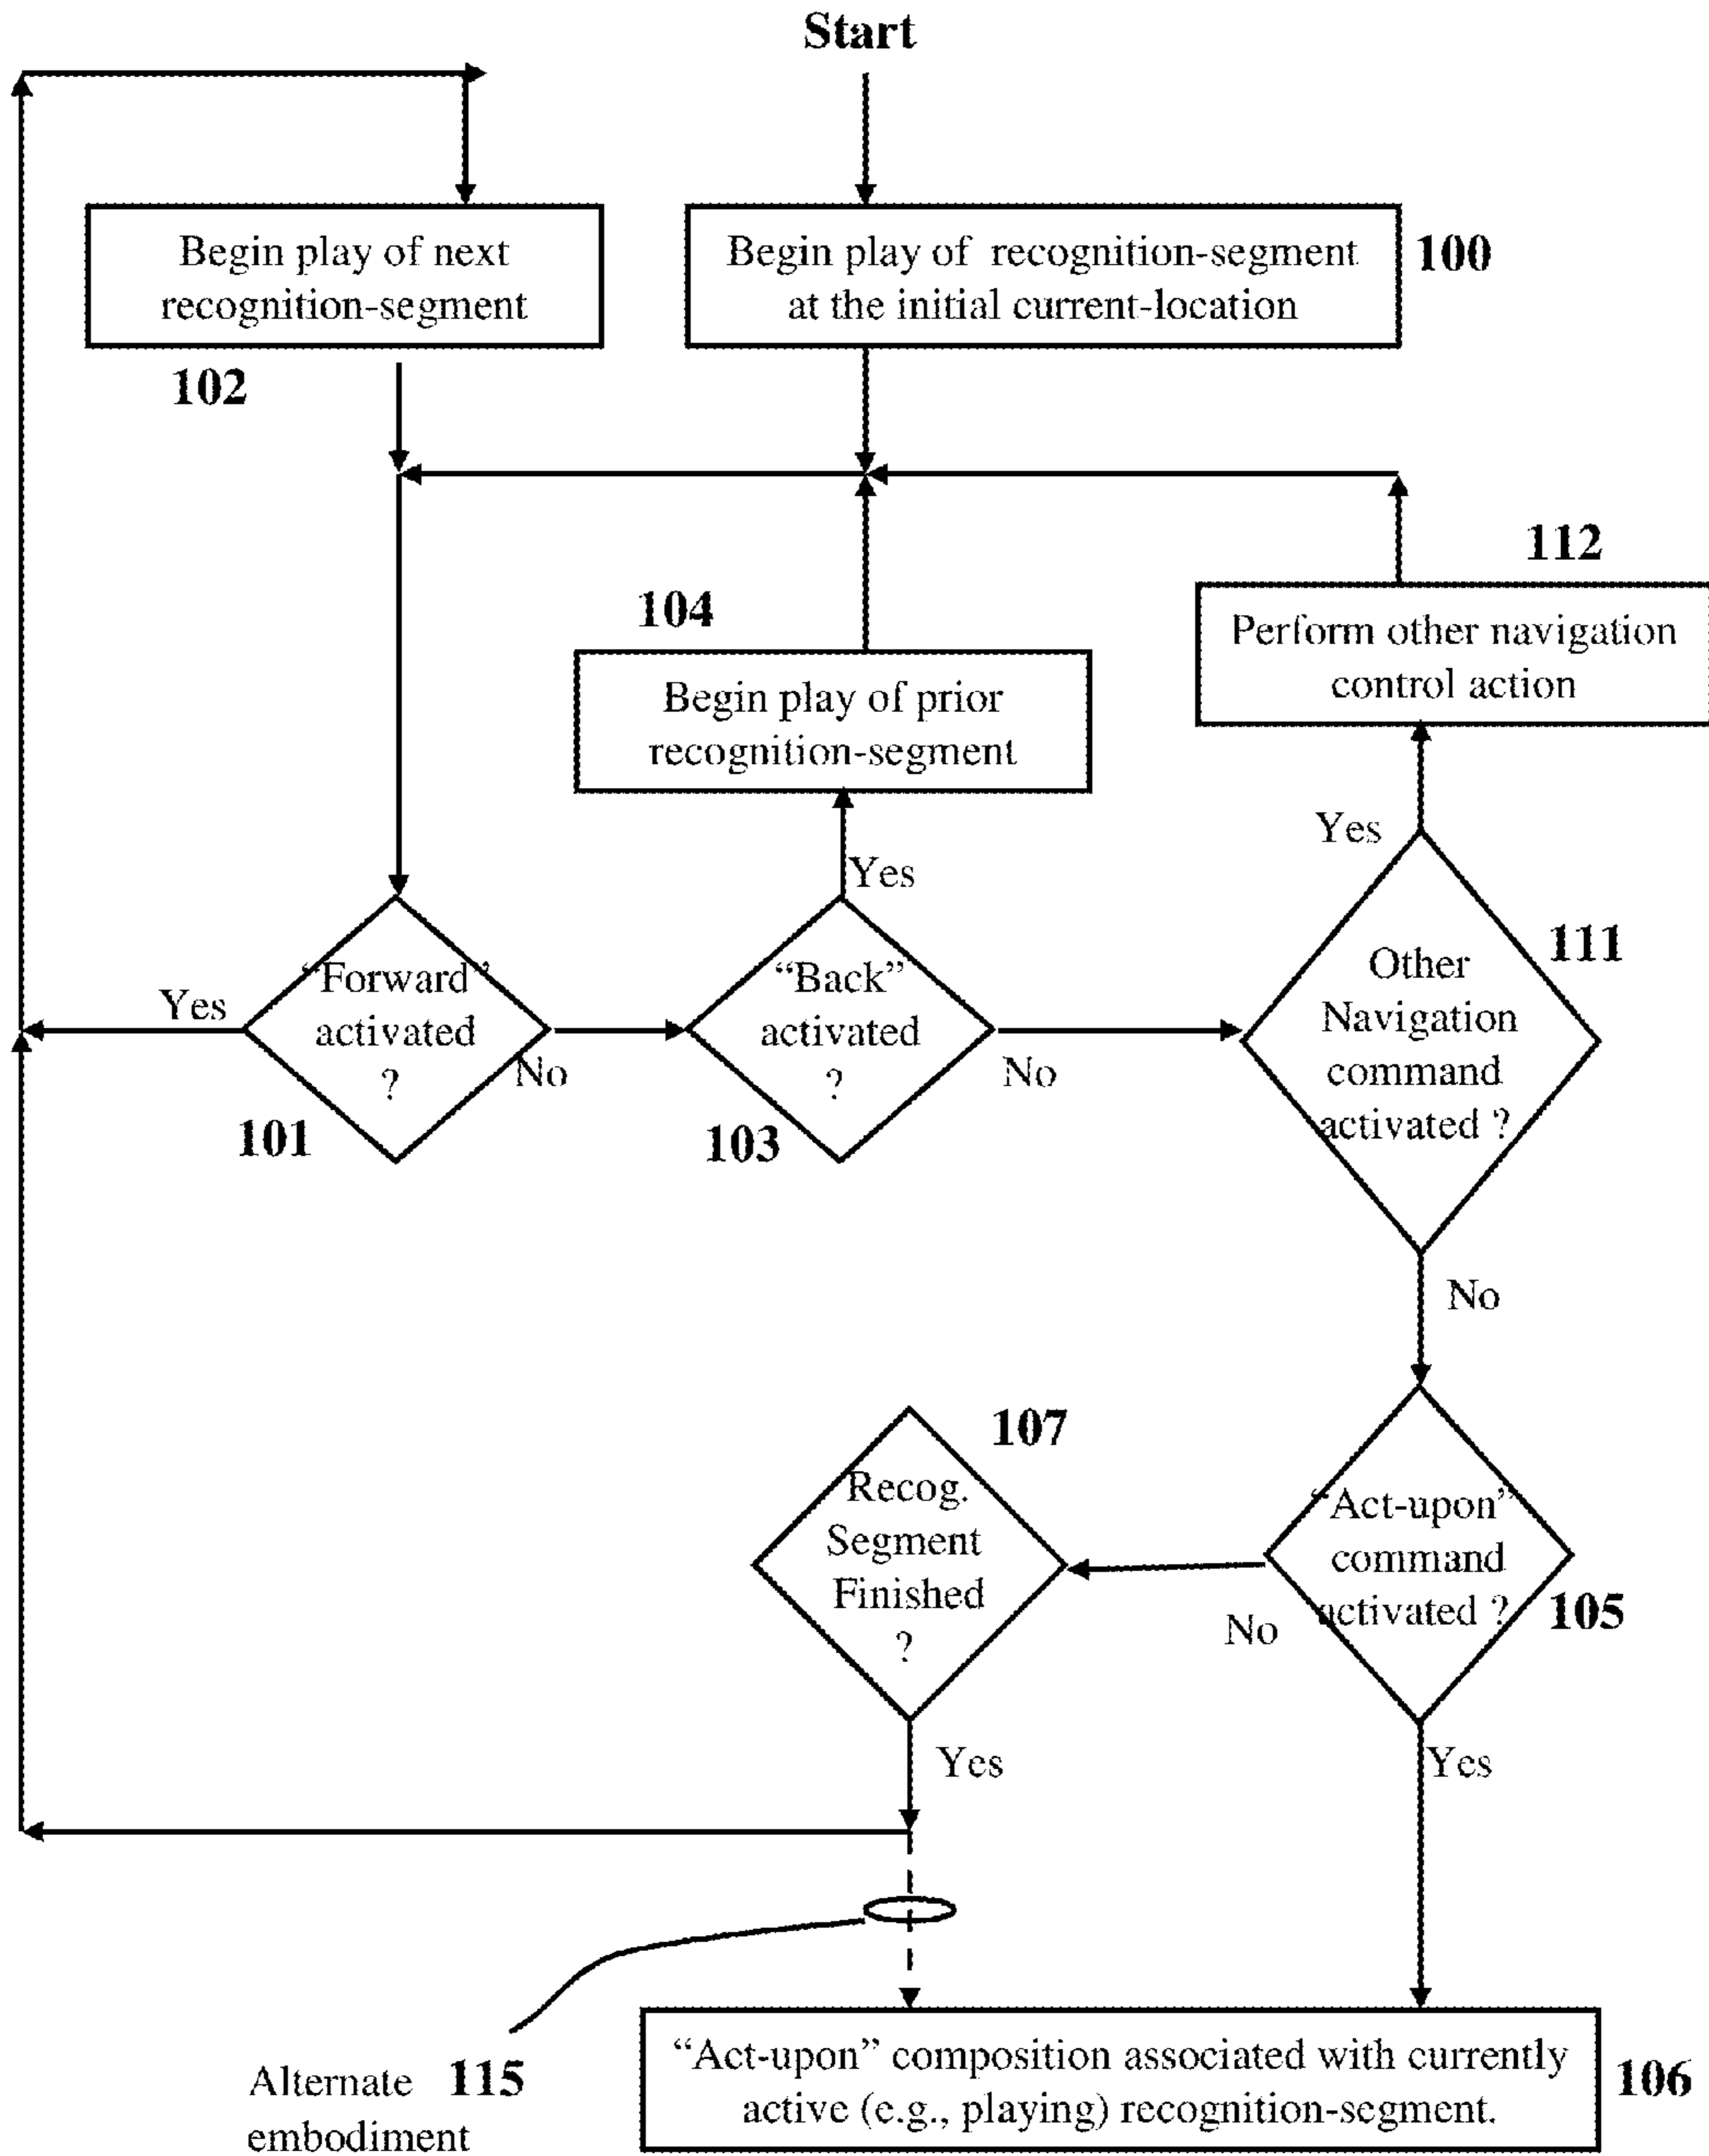 Start
Begin play of next
recognition-segment
102
Begin play of recognition-segment
at the initial current-location
100
112
Perform other navigation
control action
104
Begin play of prior
recognition-segment
Yes
Yes
Yes
"Forward"
activated
?
No
101
"Back"
activated
?
No
103
Other
Navigation
command
activated ?
111
No
107
Recog.
Segment
Finished
?
"Act-upon"
command
activated ?
105
No
Yes
Yes
Alternate 115
embodiment
"Act-upon" composition associated with currently
active (e.g., playing) recognition-segment.
106